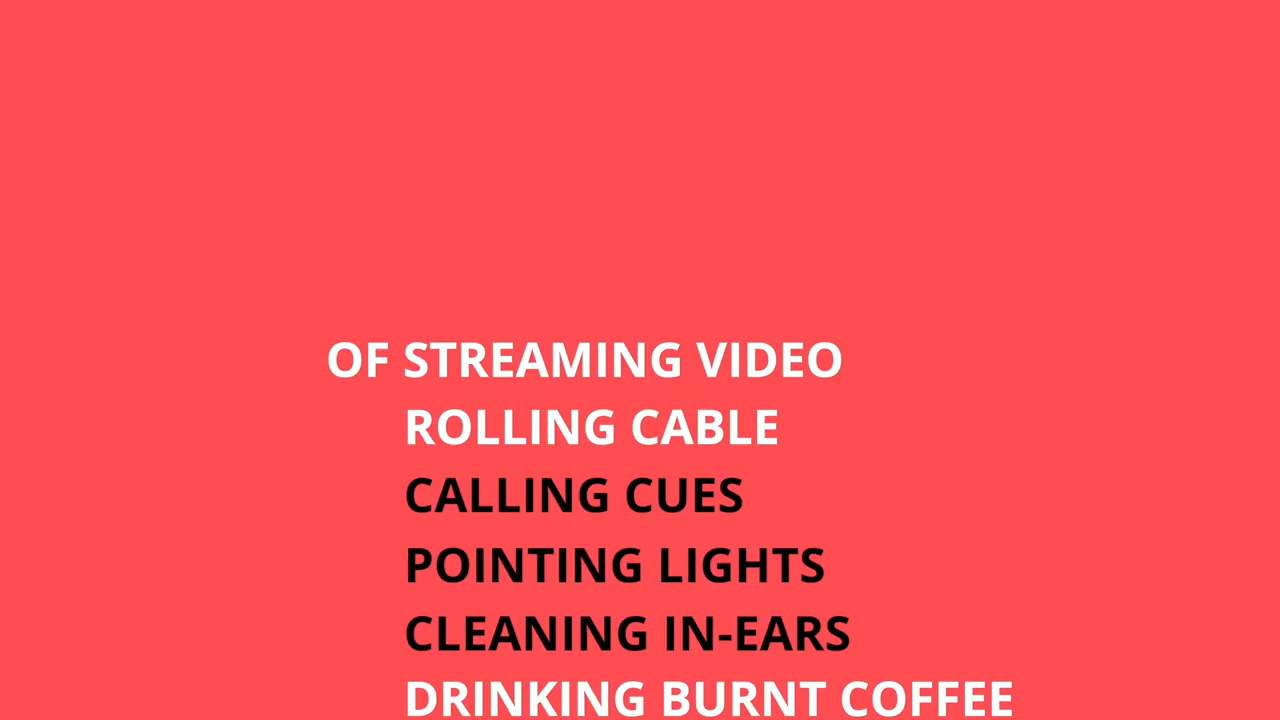 OF STREAMING VIDEO
ROLLING CABLE
CALLING CUES
POINTING LIGHTS
CLEANING IN-EARS
DRINKING BURNT COFFEE